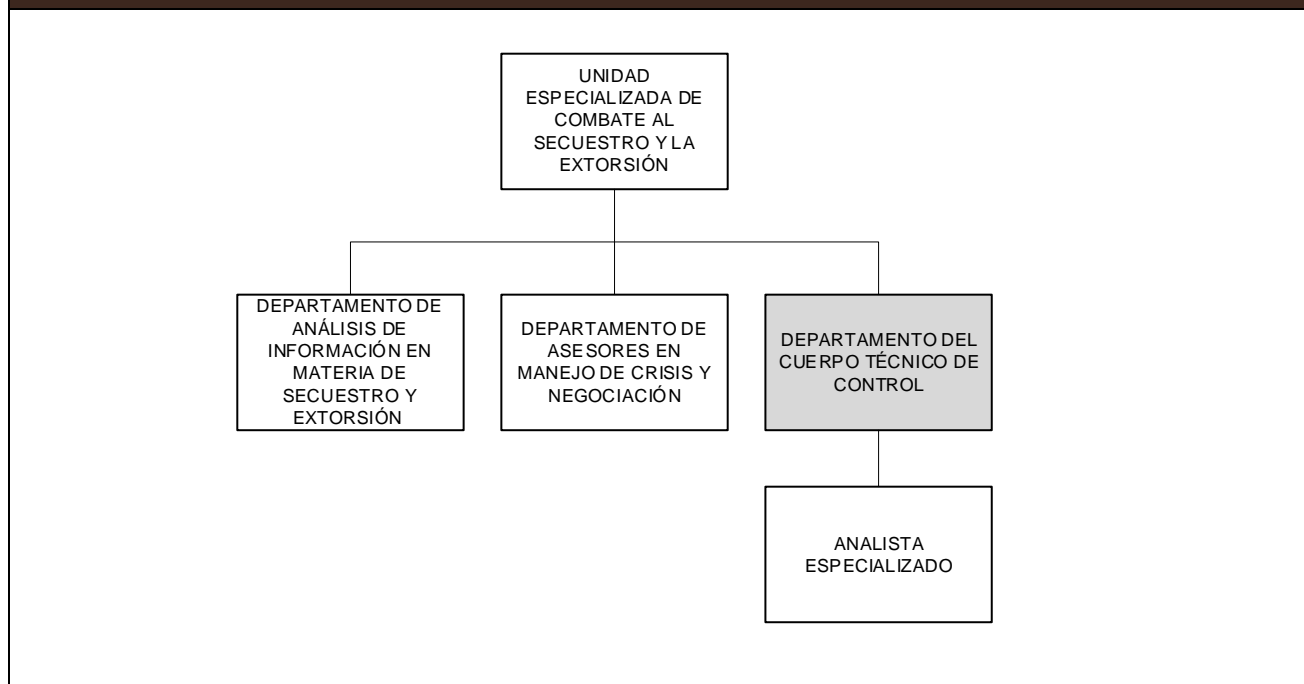 UNIDAD
ESPECIALIZADA DE
COMBATE AL
SECUESTRO Y LA
EXTORSIÓN
DEPARTAMENTO DE
ANÁLISIS DE
INFORMACIÓN EN
MATERIA DE
SECUESTRO Y
EXTORSIÓN
DEPARTAMENTO DE
ASESORES EN
MANEJO DE CRISIS Y
NEGOCIACIÓN
DEPARTAMENTO DEL
CUERPO TÉCNICO DE
CONTROL
ANALISTA
ESPECIALIZADO